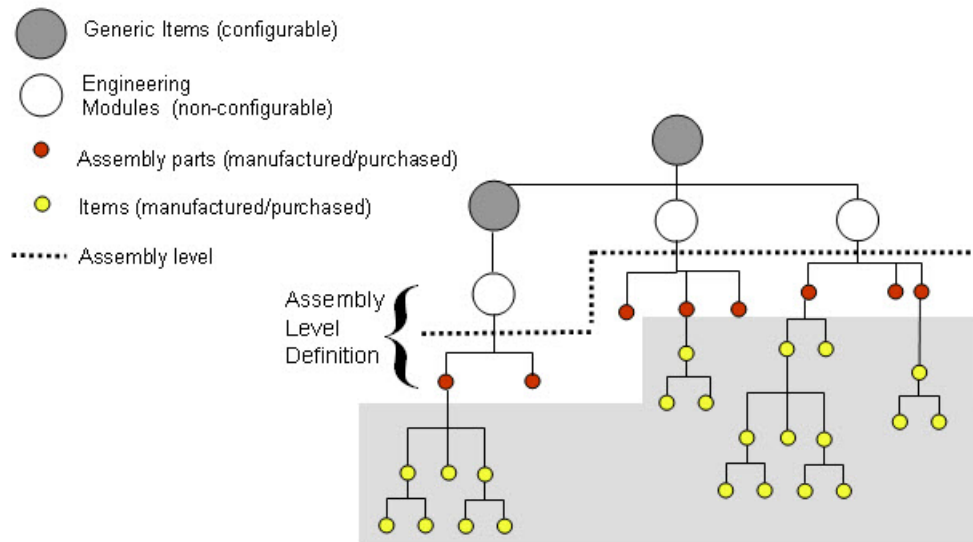 Generic Items (configurable)
Engineering
Modules (non-configurable)
Assembly parts (manufactured/purchased)
Items (manufactured/purchased)
Assembly level
Assembly
Level
Definition